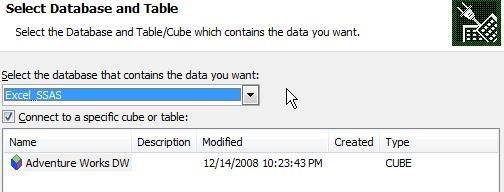 Select Database and Table
Select the Database and Table/Cube which contains the data you want.
Select the database that contains the data you want:
Excel_SSAS
Connect to a specific cube or table:
Name Description Modified Created Type
Adventure Works DW 12/14/2008 10:23:43 PM CUBE